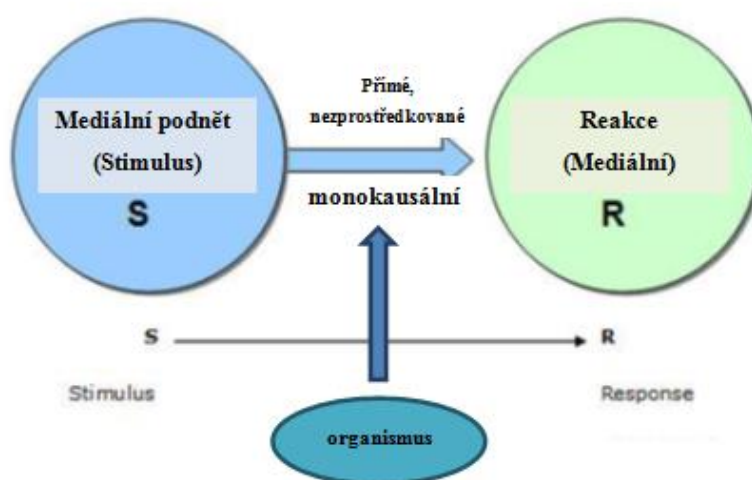 Přímé,
nezprostředkované
Mediální podnět
(Stimulus)
S
Reakce
(Mediální)
R
monokausální
S
R
Stimulus
Response
organismus